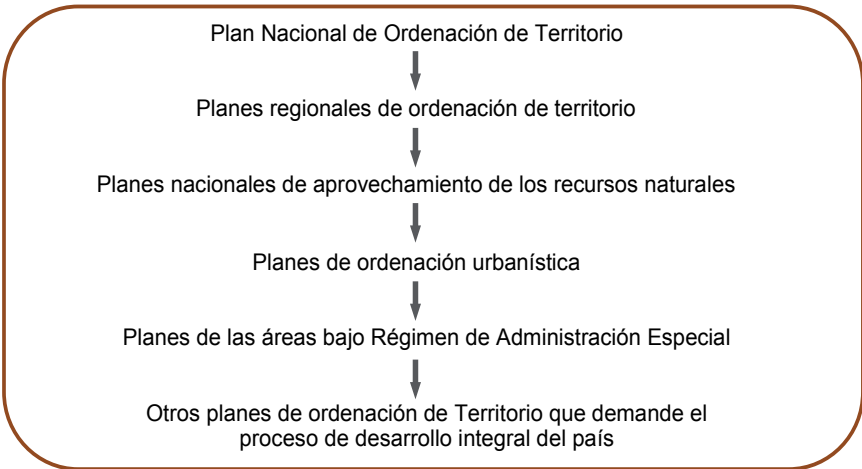 Plan Nacional de Ordenación de Territorio
Planes regionales de ordenación de territorio
Planes nacionales de aprovechamiento de los recursos naturales
Planes de ordenación urbanística
Planes de las áreas bajo Régimen de Administración Especial
Otros planes de ordenación de Territorio que demande el
proceso de desarrollo integral del país